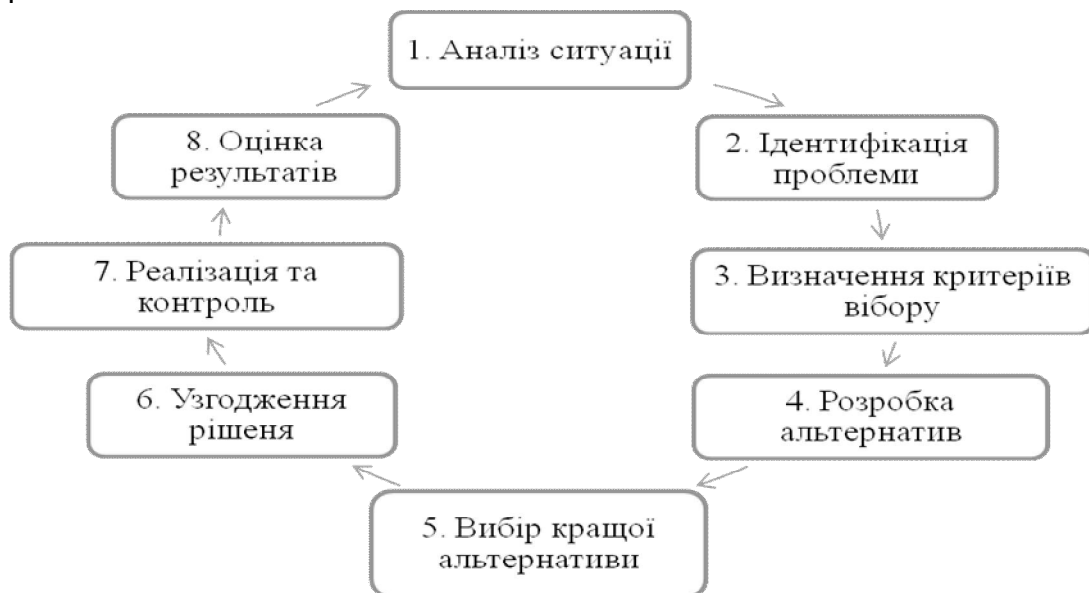 1. Аналіз ситуації
2. Ідентифікація
проблеми
3. Визначення критеріїв
вібору
4. Розробка
альтернатив
5. Вибір кращої
альтернативи
6. Узгодження
рішеня
7. Реалізація та
контроль
8. Оцінка
результатів